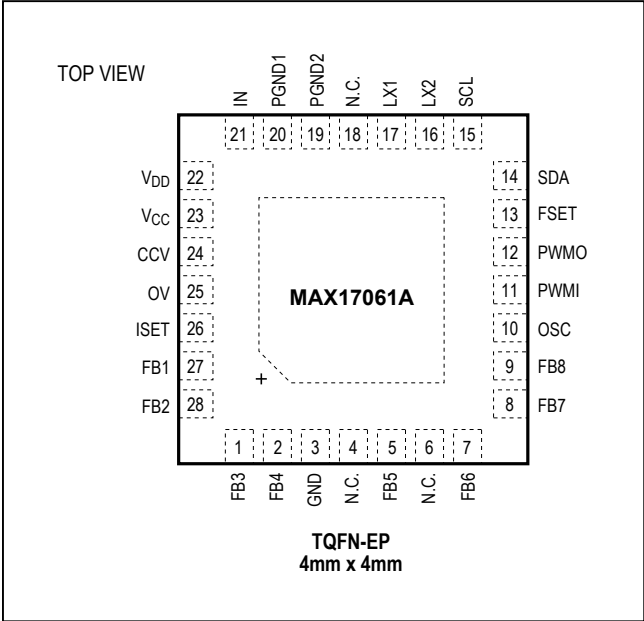 TOP VIEW
IN
PGND1
PGND2
N.C.
LX1
LX2
SCL
21 20 19 18 17 16 15
VDD 22
VCC 23
CCV 24
OV 25
ISET 26
FB1 27
FB2 28
14 SDA
13 FSET
12 PWMO
11 PWMI
10 OSC
9 FB8
8 FB7
MAX17061A
+
1 2 3 4 5 6 7
FB3
FB4
GND
N.C.
FB5
N.C.
FB6
TQFN-EP
4mm x 4mm